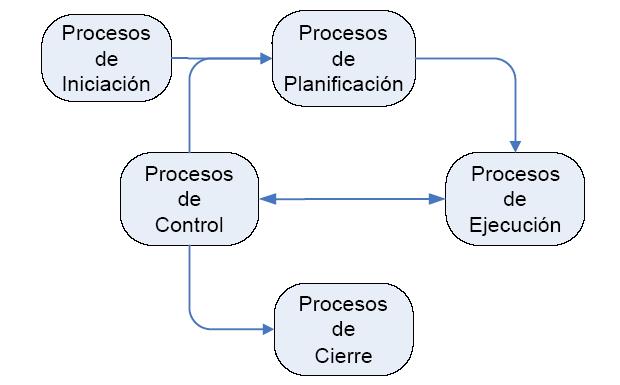 Procesos
de
Iniciación
Procesos
de
Planificación
Procesos
de
Control
Procesos
de
Ejecución
Procesos
de
Cierre